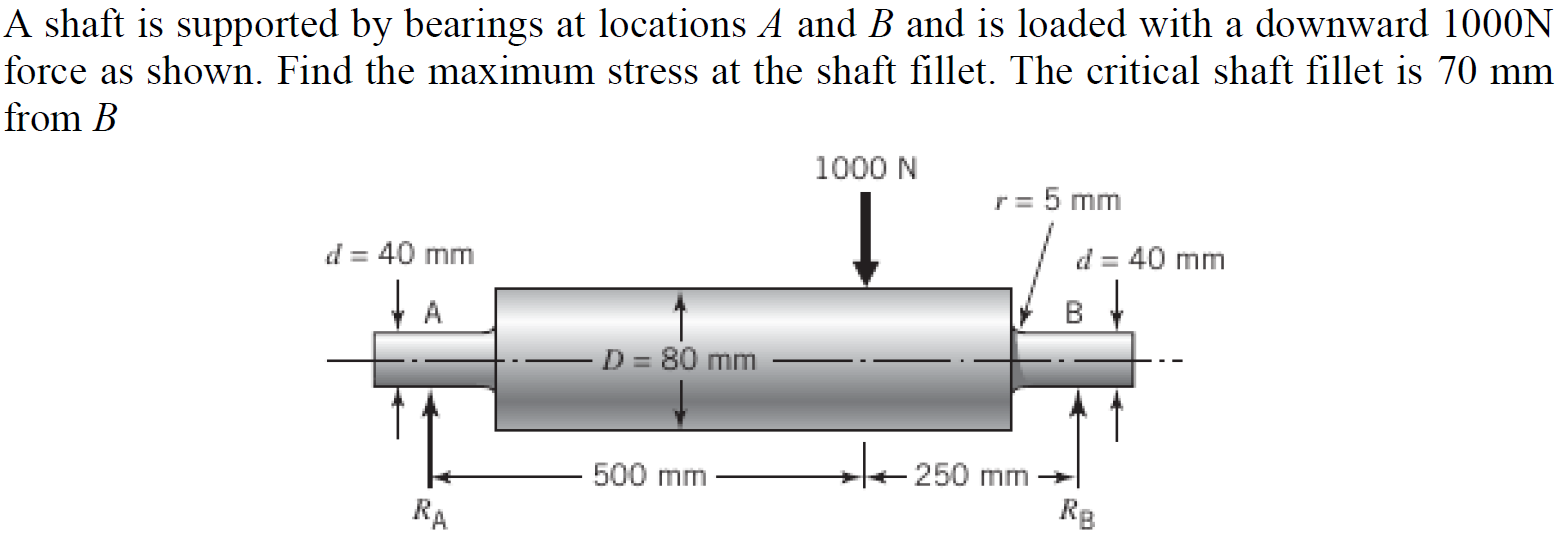 A shaft is supported by bearings at locations A and B and is loaded with a downward 1000N
force as shown. Find the maximum stress at the shaft fillet. The critical shaft fillet is 70 mm
from B
1000 N
r = 5 mm
d = 40 mm
d = 40 mm
A
B
D = 80 mm
500 mm
250 mm
RA
RB